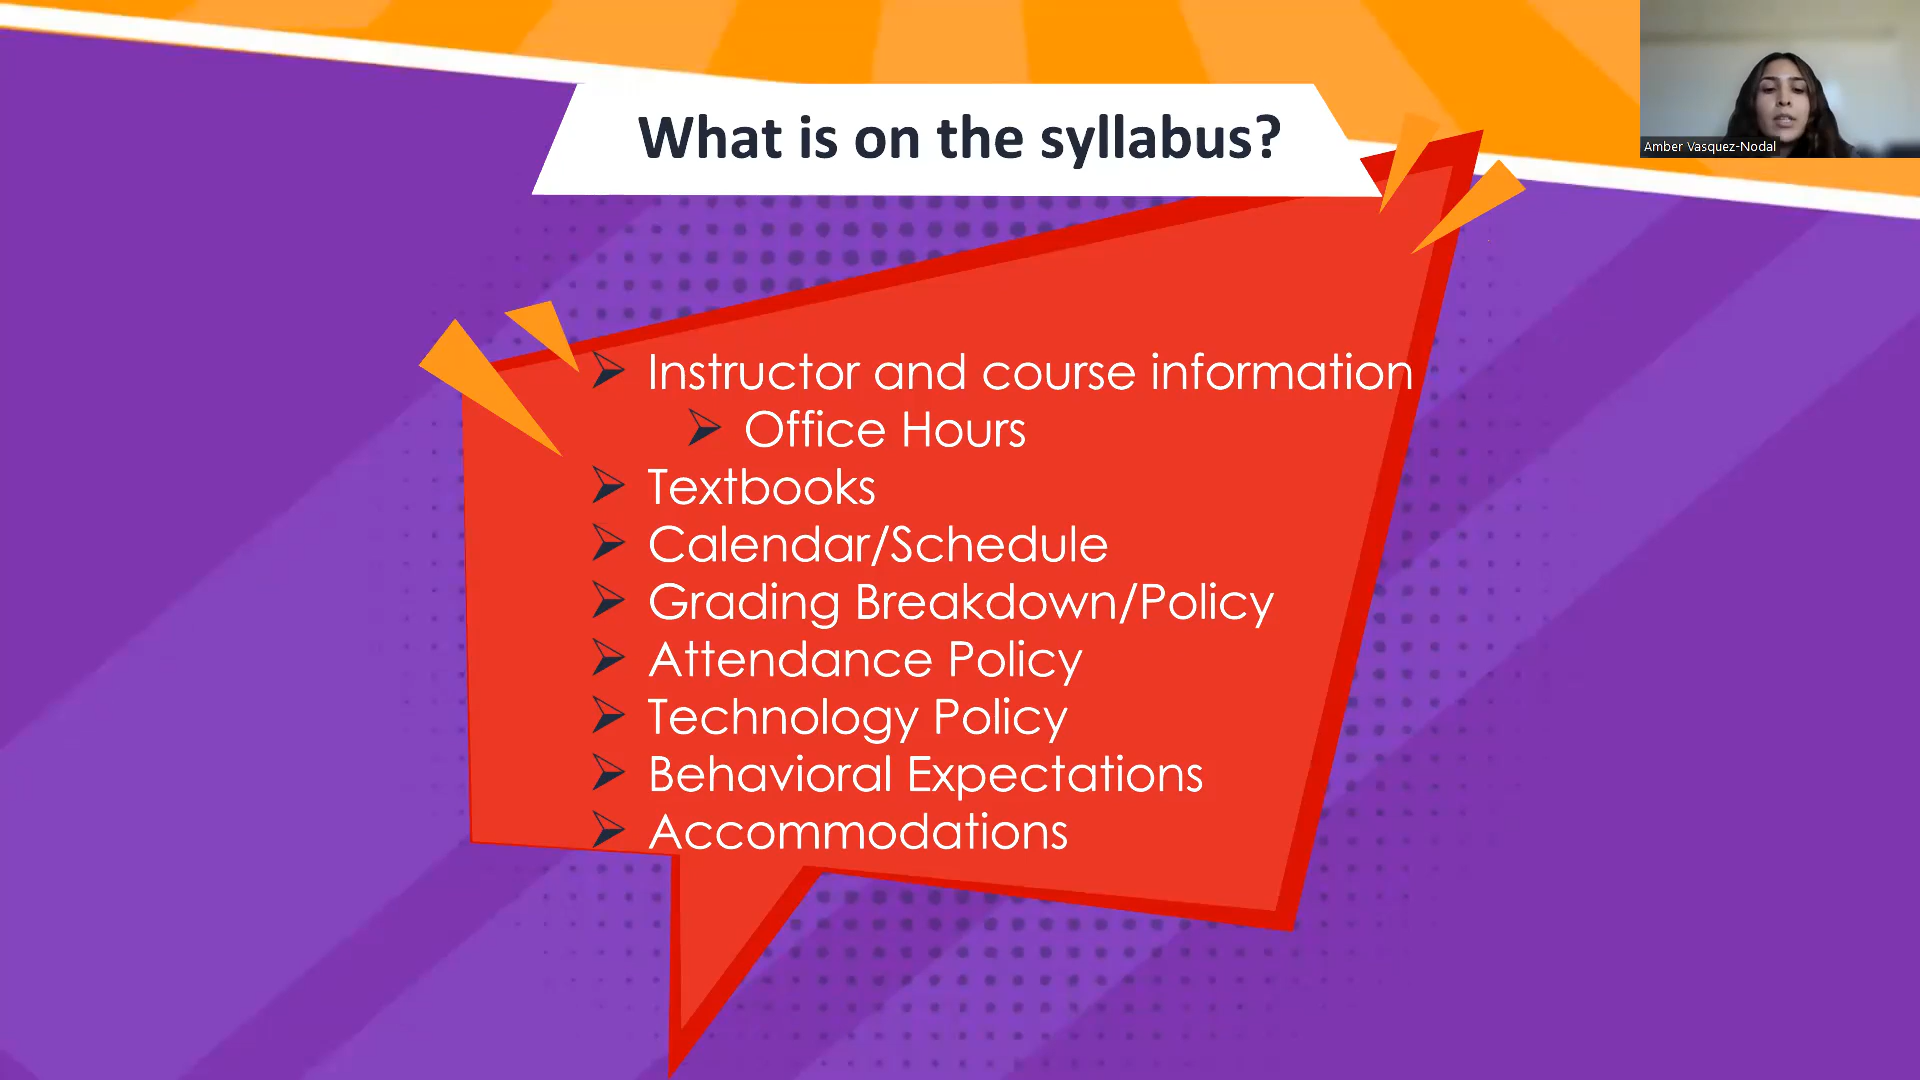 What is on the syllabus?
Amber Vasquez-Nodal
Instructor and course information
Office Hours
Textbooks
Calendar/Schedule
Grading Breakdown/Policy
Attendance Policy
Technology Policy
Behavioral Expectations
Accommodations